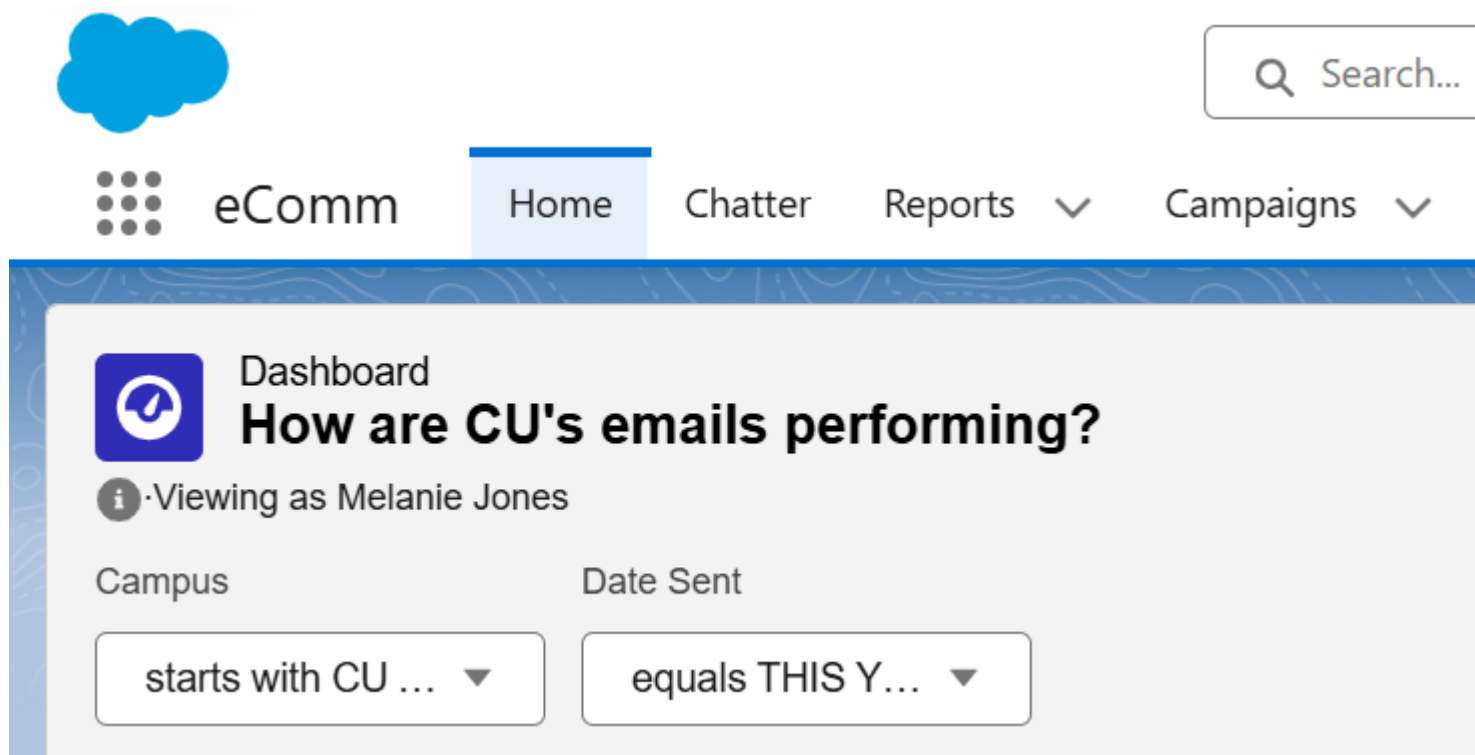 Search...
eComm Home Chatter Reports Campaigns
Dashboard
How are CU's emails performing?
·Viewing as Melanie Jones
Campus Date Sent
starts with CU ... equals THIS Y...